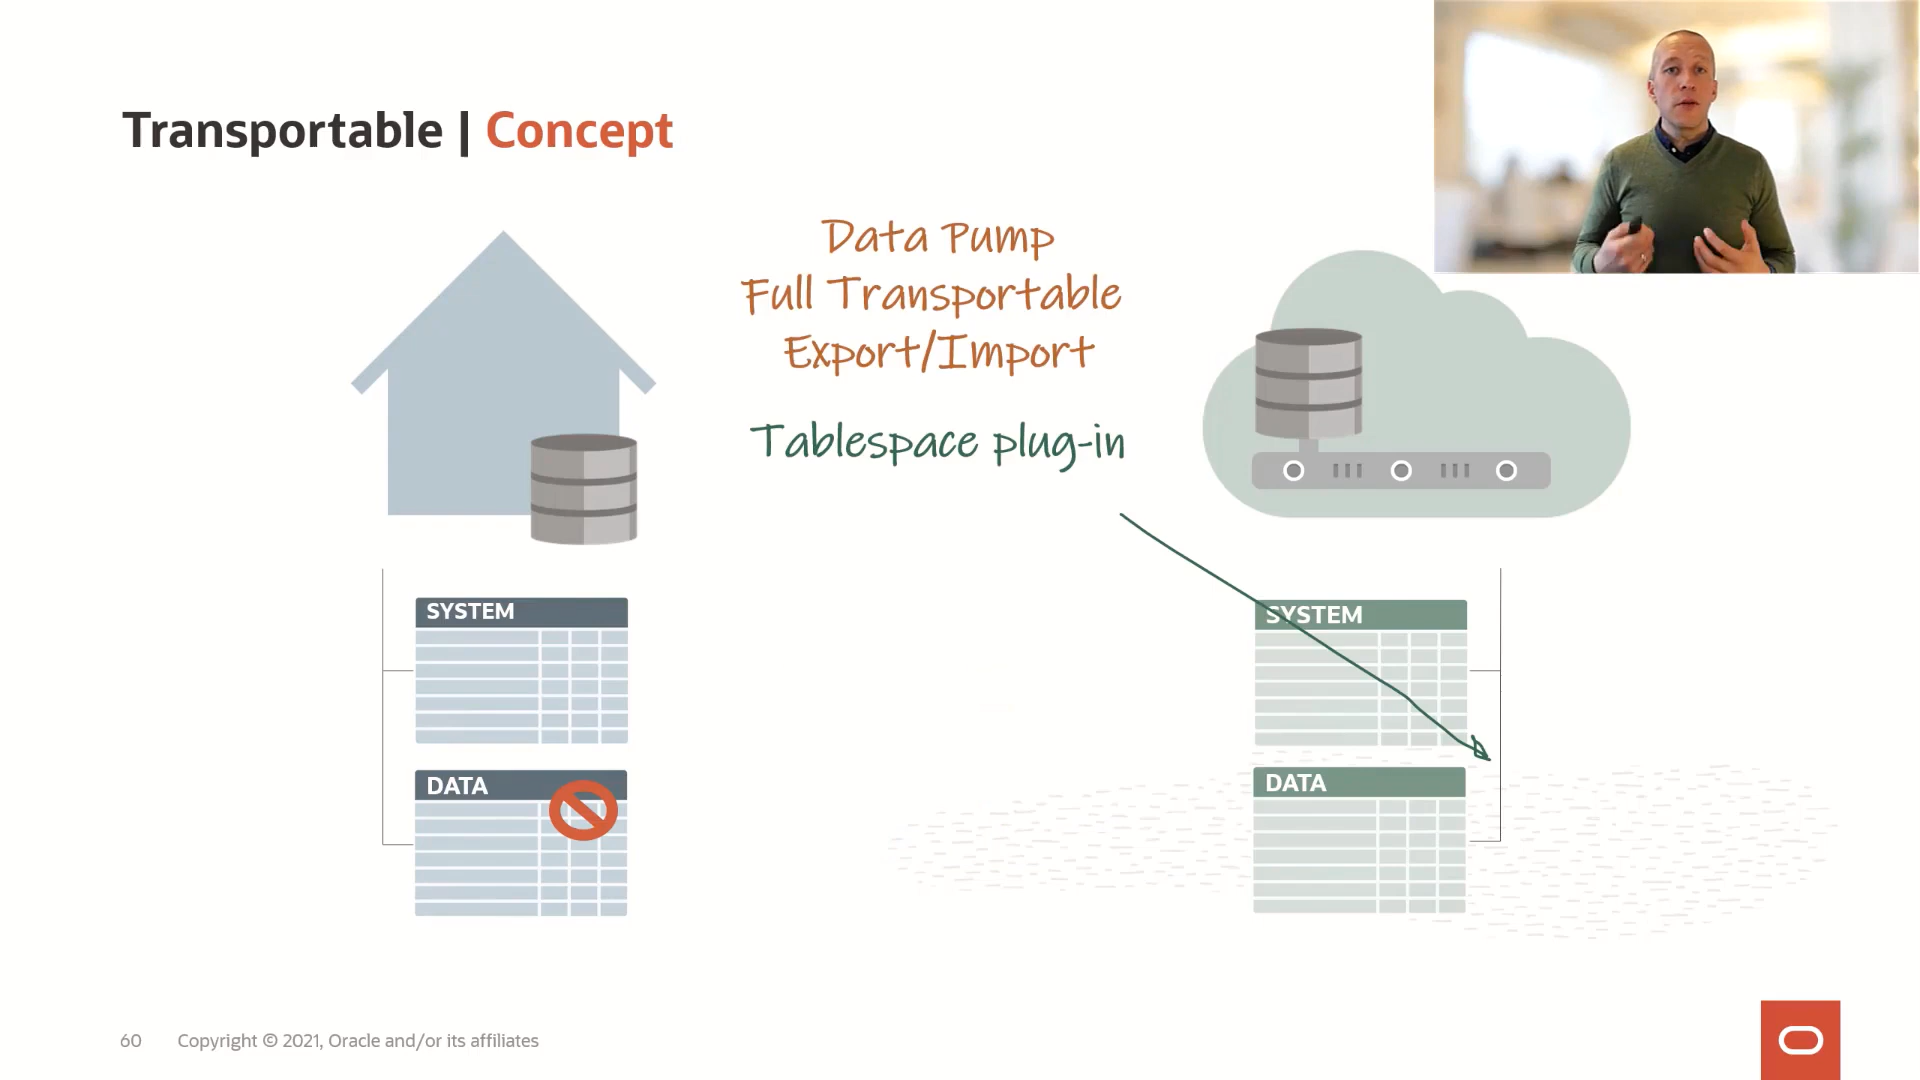 Transportable | Concept
Data Pump
Full Transportable
Export/Import
Tablespace plug-in
SYSTEM
DATA
SYSTEM
DATA
60 Copyright © 2021, Oracle and/or its affiliates